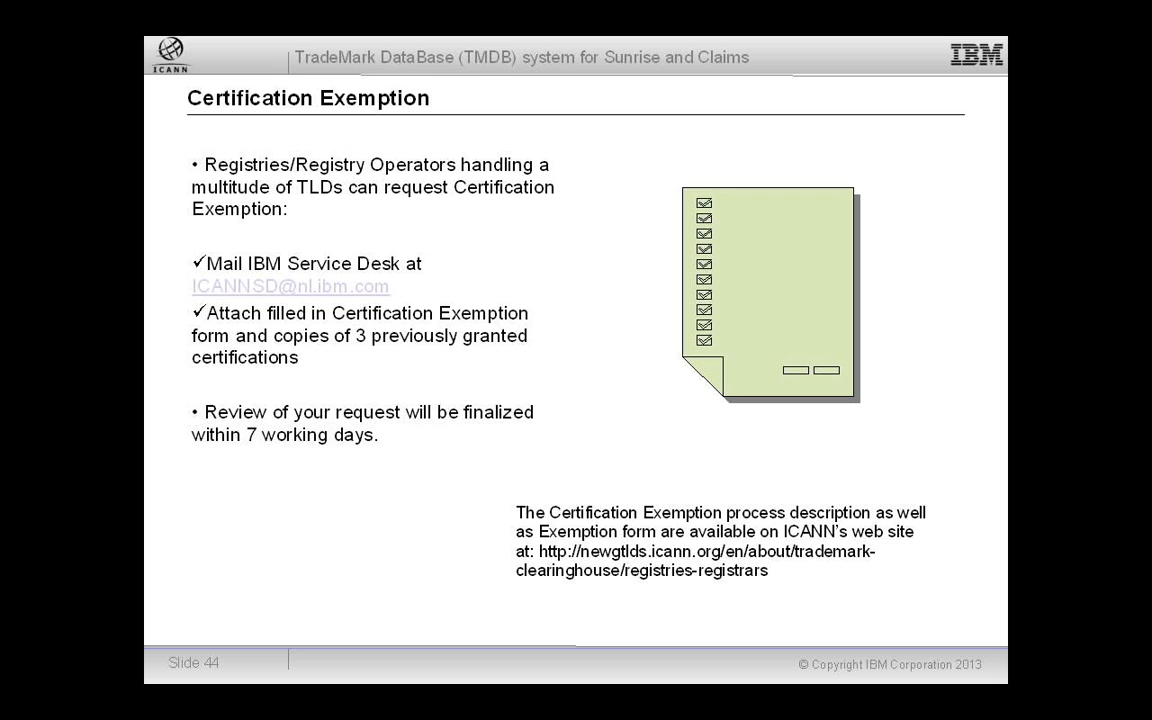 ICANN
TradeMark DataBase (TMDB) system for Sunrise and Claims
IBM
Certification Exemption
• Registries/Registry Operators handling a
multitude of TLDs can request Certification
Exemption:
✓Mail IBM Service Desk at
ICANNSD@nl.ibm.com
✓Attach filled in Certification Exemption
form and copies of 3 previously granted
certifications
• Review of your request will be finalized
within 7 working days.
The Certification Exemption process description as well
as Exemption form are available on ICANN's web site
at: http://newgtlds.icann.org/en/about/trademark-
clearinghouse/registries-registrars
Slide 44
© Copyright IBM Corporation 2013